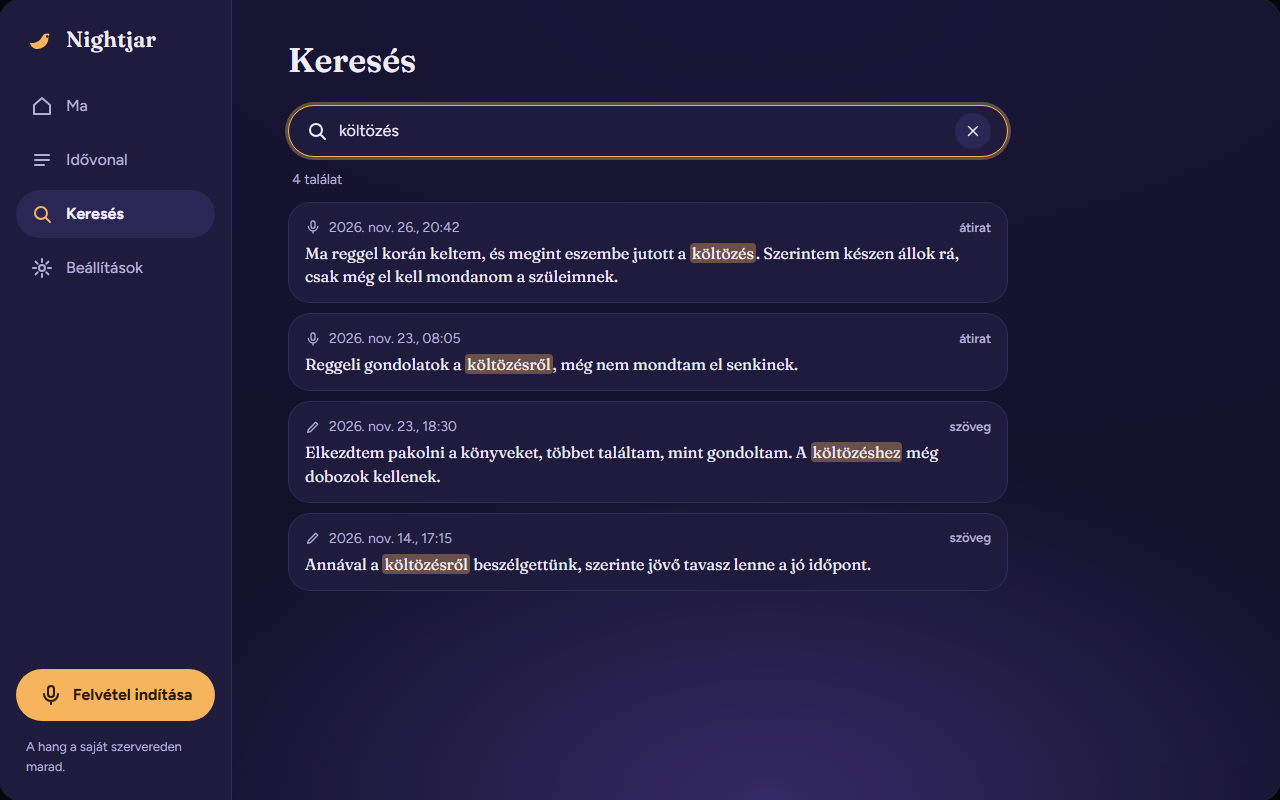 Nightjar
Ma
Idővonal
Keresés
Beállítások
Felvétel indítása
A hang a saját szervereden
marad.
Keresés
költözés
4 találat
2026. nov. 26., 20:42 átirat
Ma reggel korán keltem, és megint eszembe jutott a költözés. Szerintem készen állok rá,
csak még el kell mondanom a szüleimnek.
2026. nov. 23., 08:05 átirat
Reggeli gondolatok a költözésről, még nem mondtam el senkinek.
2026. nov. 23., 18:30 szöveg
Elkezdtem pakolni a könyveket, többet találtam, mint gondoltam. A költözéshez még
dobozok kellenek.
2026. nov. 14., 17:15 szöveg
Annával a költözésről beszélgettünk, szerinte jövő tavasz lenne a jó időpont.